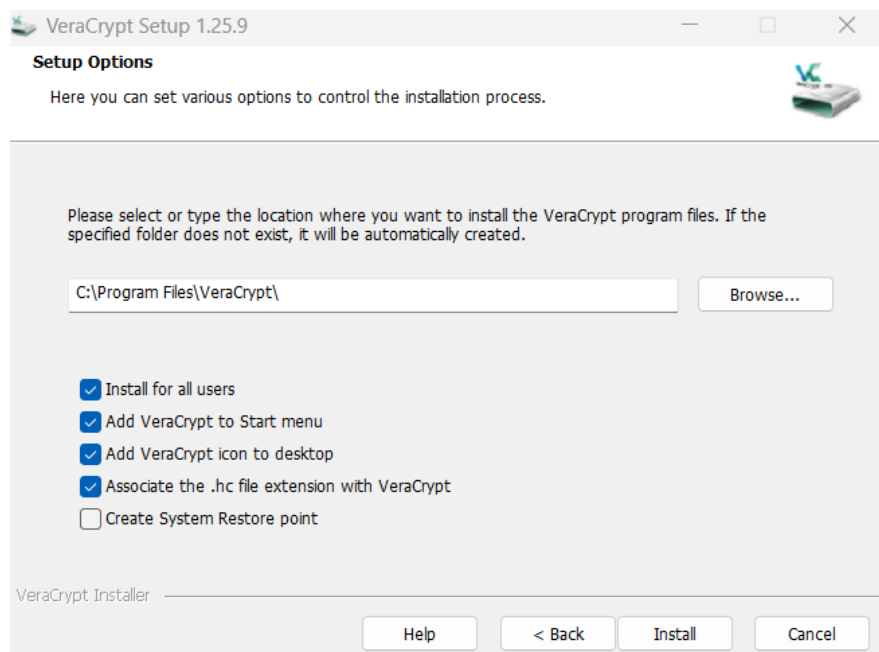 VeraCrypt Setup 1.25.9
Setup Options
Here you can set various options to control the installation process.
Please select or type the location where you want to install the VeraCrypt program files. If the
specified folder does not exist, it will be automatically created.
C:\Program Files\VeraCrypt\
Browse...
Install for all users
Add VeraCrypt to Start menu
Add VeraCrypt icon to desktop
Associate the .hc file extension with VeraCrypt
Create System Restore point
VeraCrypt Installer
Help
< Back
Install
Cancel